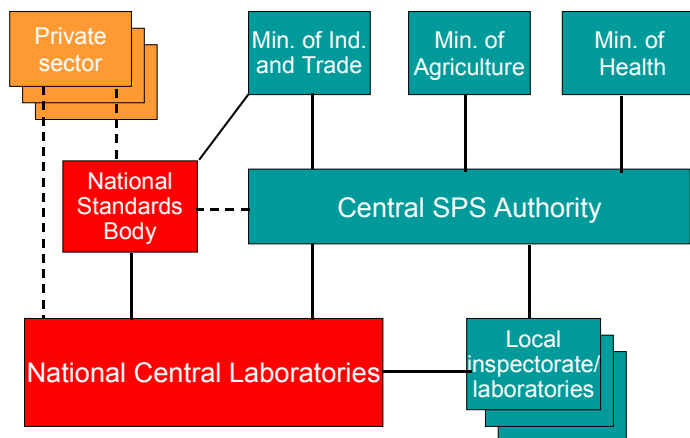 Private
sector
Min. of Ind.
and Trade
Min. of
Agriculture
Min. of
Health
National
Standards
Body
Central SPS Authority
National Central Laboratories
Local
inspectorate/
laboratories